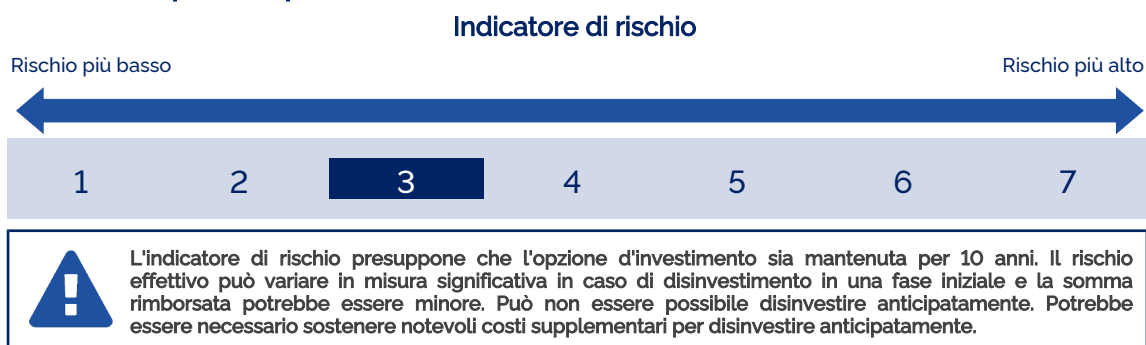 Indicatore di rischio
Rischio più basso
Rischio più alto
1 2 3 4 5 6 7
L'indicatore di rischio presuppone che l'opzione d'investimento sia mantenuta per 10 anni. Il rischio
effettivo può variare in misura significativa in caso di disinvestimento in una fase iniziale e la somma
rimborsata potrebbe essere minore. Può non essere possibile disinvestire anticipatamente. Potrebbe
essere necessario sostenere notevoli costi supplementari per disinvestire anticipatamente.